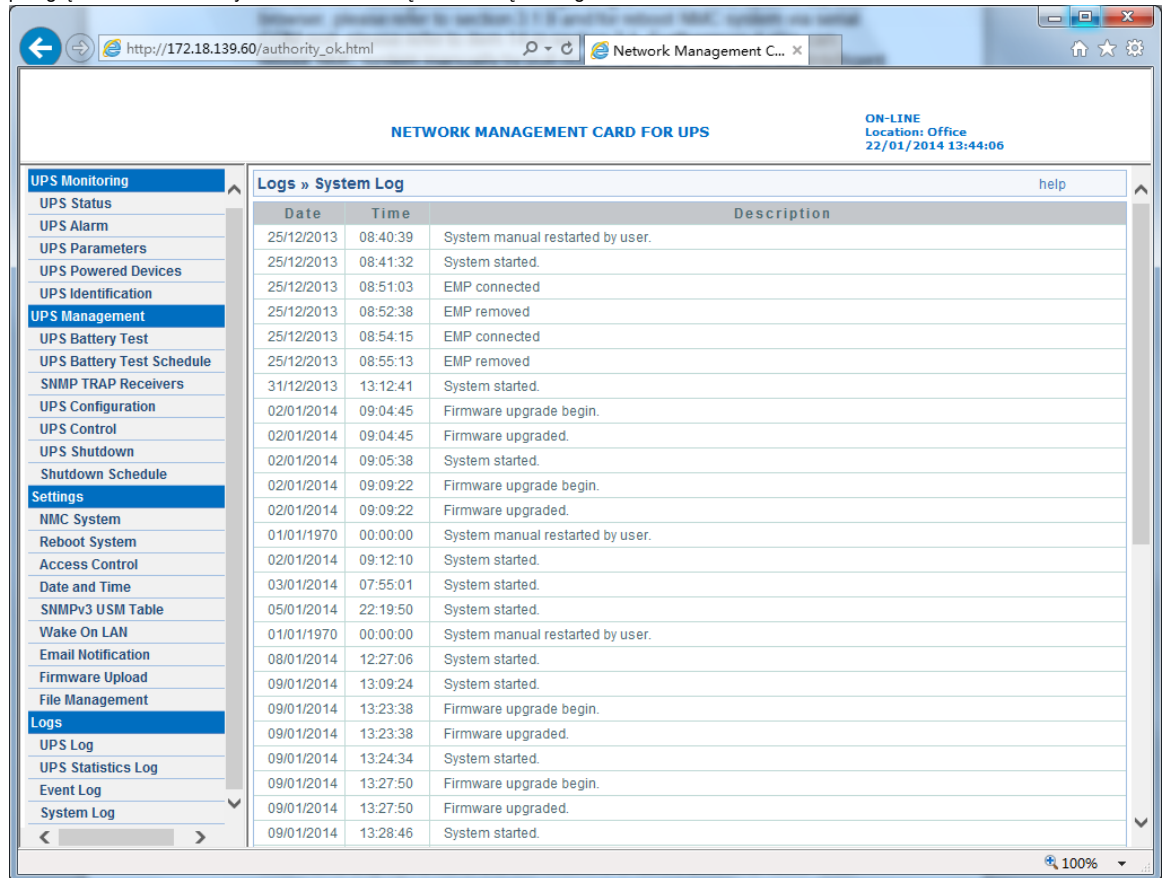 http://172.18.139.60/authority_ok.html
Network Management C...
NETWORK MANAGEMENT CARD FOR UPS
ON-LINE
Location: Office
22/01/2014 13:44:06
UPS Monitoring
UPS Status
UPS Alarm
UPS Parameters
UPS Powered Devices
UPS Identification
UPS Management
UPS Battery Test
UPS Battery Test Schedule
SNMP TRAP Receivers
UPS Configuration
UPS Control
UPS Shutdown
Shutdown Schedule
Settings
NMC System
Reboot System
Access Control
Date and Time
SNMPv3 USM Table
Wake On LAN
Email Notification
Firmware Upload
File Management
Logs
UPS Log
UPS Statistics Log
Event Log
System Log
Logs » System Log help
Date Time Description
25/12/2013 08:40:39 System manual restarted by user.
25/12/2013 08:41:32 System started.
25/12/2013 08:51:03 EMP connected
25/12/2013 08:52:38 EMP removed
25/12/2013 08:54:15 EMP connected
25/12/2013 08:55:13 EMP removed
31/12/2013 13:12:41 System started.
02/01/2014 09:04:45 Firmware upgrade begin.
02/01/2014 09:04:45 Firmware upgraded.
02/01/2014 09:05:38 System started.
02/01/2014 09:09:22 Firmware upgrade begin.
02/01/2014 09:09:22 Firmware upgraded.
01/01/1970 00:00:00 System manual restarted by user.
02/01/2014 09:12:10 System started.
03/01/2014 07:55:01 System started.
05/01/2014 22:19:50 System started.
01/01/1970 00:00:00 System manual restarted by user.
08/01/2014 12:27:06 System started.
09/01/2014 13:09:24 System started.
09/01/2014 13:23:38 Firmware upgrade begin.
09/01/2014 13:23:38 Firmware upgraded.
09/01/2014 13:24:34 System started.
09/01/2014 13:27:50 Firmware upgrade begin.
09/01/2014 13:27:50 Firmware upgraded.
09/01/2014 13:28:46 System started.
100%